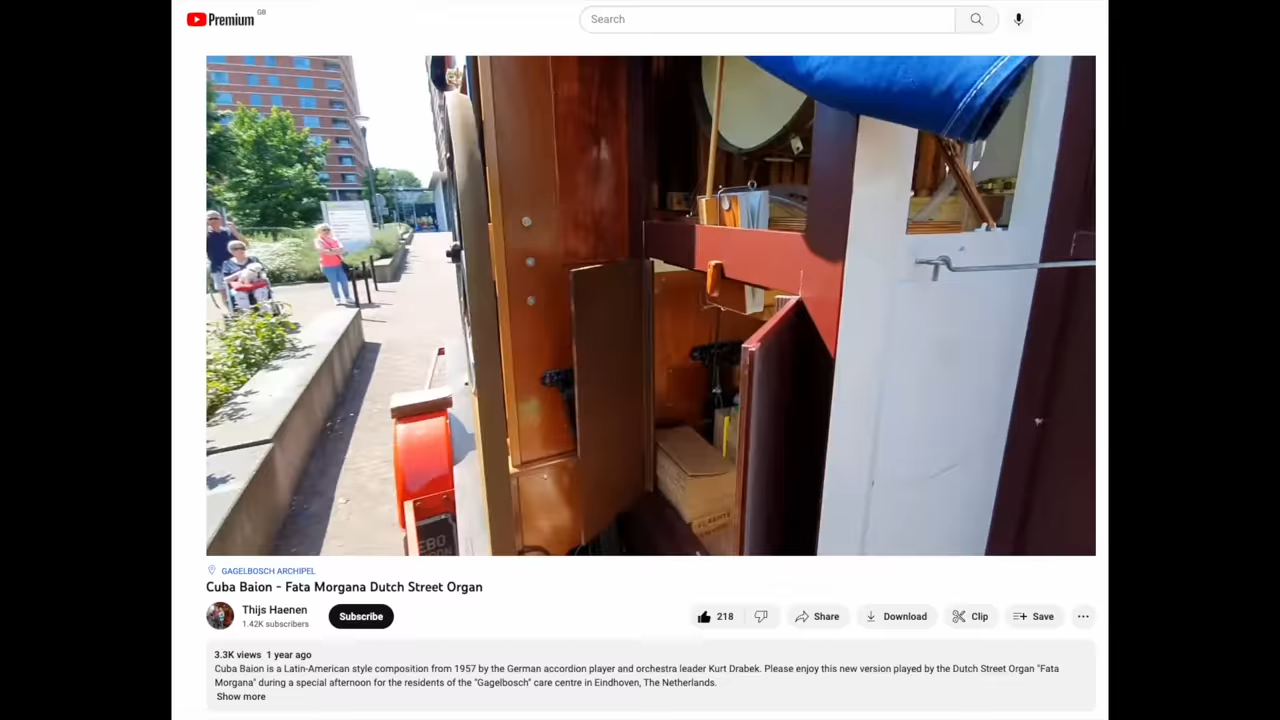 Premium GB
Search
EBO
GAGELBOSCH ARCHIPEL
Cuba Baion - Fata Morgana Dutch Street Organ
Thijs Haenen
1.42K subscribers
Subscribe
218
Share
Download
Clip
Save
3.3K views 1 year ago
Cuba Baion is a Latin-American style composition from 1957 by the German accordion player and orchestra leader Kurt Drabek. Please enjoy this new version played by the Dutch Street Organ "Fata
Morgana" during a special afternoon for the residents of the "Gagelbosch" care centre in Eindhoven, The Netherlands.
Show more